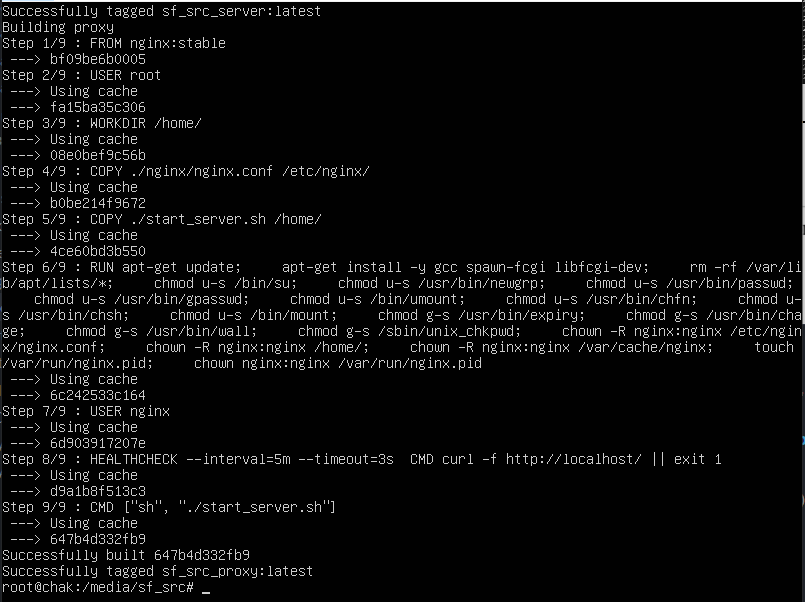 Successfully tagged sf_src_server:latest
Building proxy
Step 1/9 : FROM nginx:stable
 ---> bf09be6b0005
Step 2/9 : USER root
 ---> Using cache
 ---> fa15ba35c306
Step 3/9 : WORKDIR /home/
 ---> Using cache
 ---> 08e0bef9c56b
Step 4/9 : COPY ./nginx/nginx.conf /etc/nginx/
 ---> Using cache
 ---> b0be214f9672
Step 5/9 : COPY ./start_server.sh /home/
 ---> Using cache
 ---> 4ce60bd3b550
Step 6/9 : RUN apt-get update;     apt-get install -y gcc spawn-fcgi libfcgi-dev;     rm -rf /var/li
b/apt/lists/*;     chmod u-s /bin/su;     chmod u-s /usr/bin/newgrp;     chmod u-s /usr/bin/passwd;
    chmod u-s /usr/bin/gpasswd;     chmod u-s /bin/umount;     chmod u-s /usr/bin/chfn;     chmod u-
s /usr/bin/chsh;     chmod u-s /bin/mount;     chmod g-s /usr/bin/expiry;     chmod g-s /usr/bin/cha
ge;     chmod g-s /usr/bin/wall;     chmod g-s /sbin/unix_chkpwd;     chown -R nginx:nginx /etc/ngin
x/nginx.conf;     chown -R nginx:nginx /home/;     chown -R nginx:nginx /var/cache/nginx;     touch
/var/run/nginx.pid;     chown nginx:nginx /var/run/nginx.pid
 ---> Using cache
 ---> 6c242533c164
Step 7/9 : USER nginx
 ---> Using cache
 ---> 6d903917207e
Step 8/9 : HEALTHCHECK --interval=5m --timeout=3s  CMD curl -f http://localhost/ || exit 1
 ---> Using cache
 ---> d9a1b8f513c3
Step 9/9 : CMD ["sh", "./start_server.sh"]
 ---> Using cache
 ---> 647b4d332fb9
Successfully built 647b4d332fb9
Successfully tagged sf_src_proxy:latest
root@chak:/media/sf_src# _